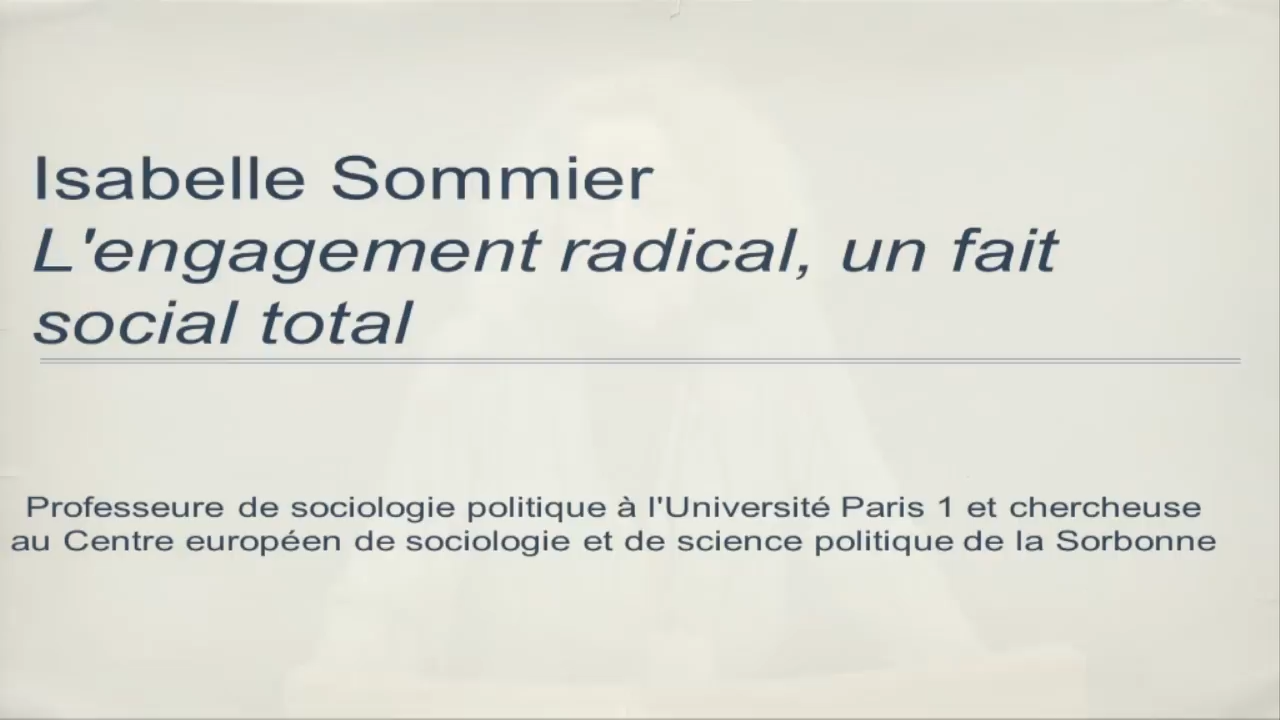 Isabelle Sommier
L'engagement radical, un fait
social total
Professeure de sociologie politique à l'Université Paris 1 et chercheuse
au Centre européen de sociologie et de science politique de la Sorbonne